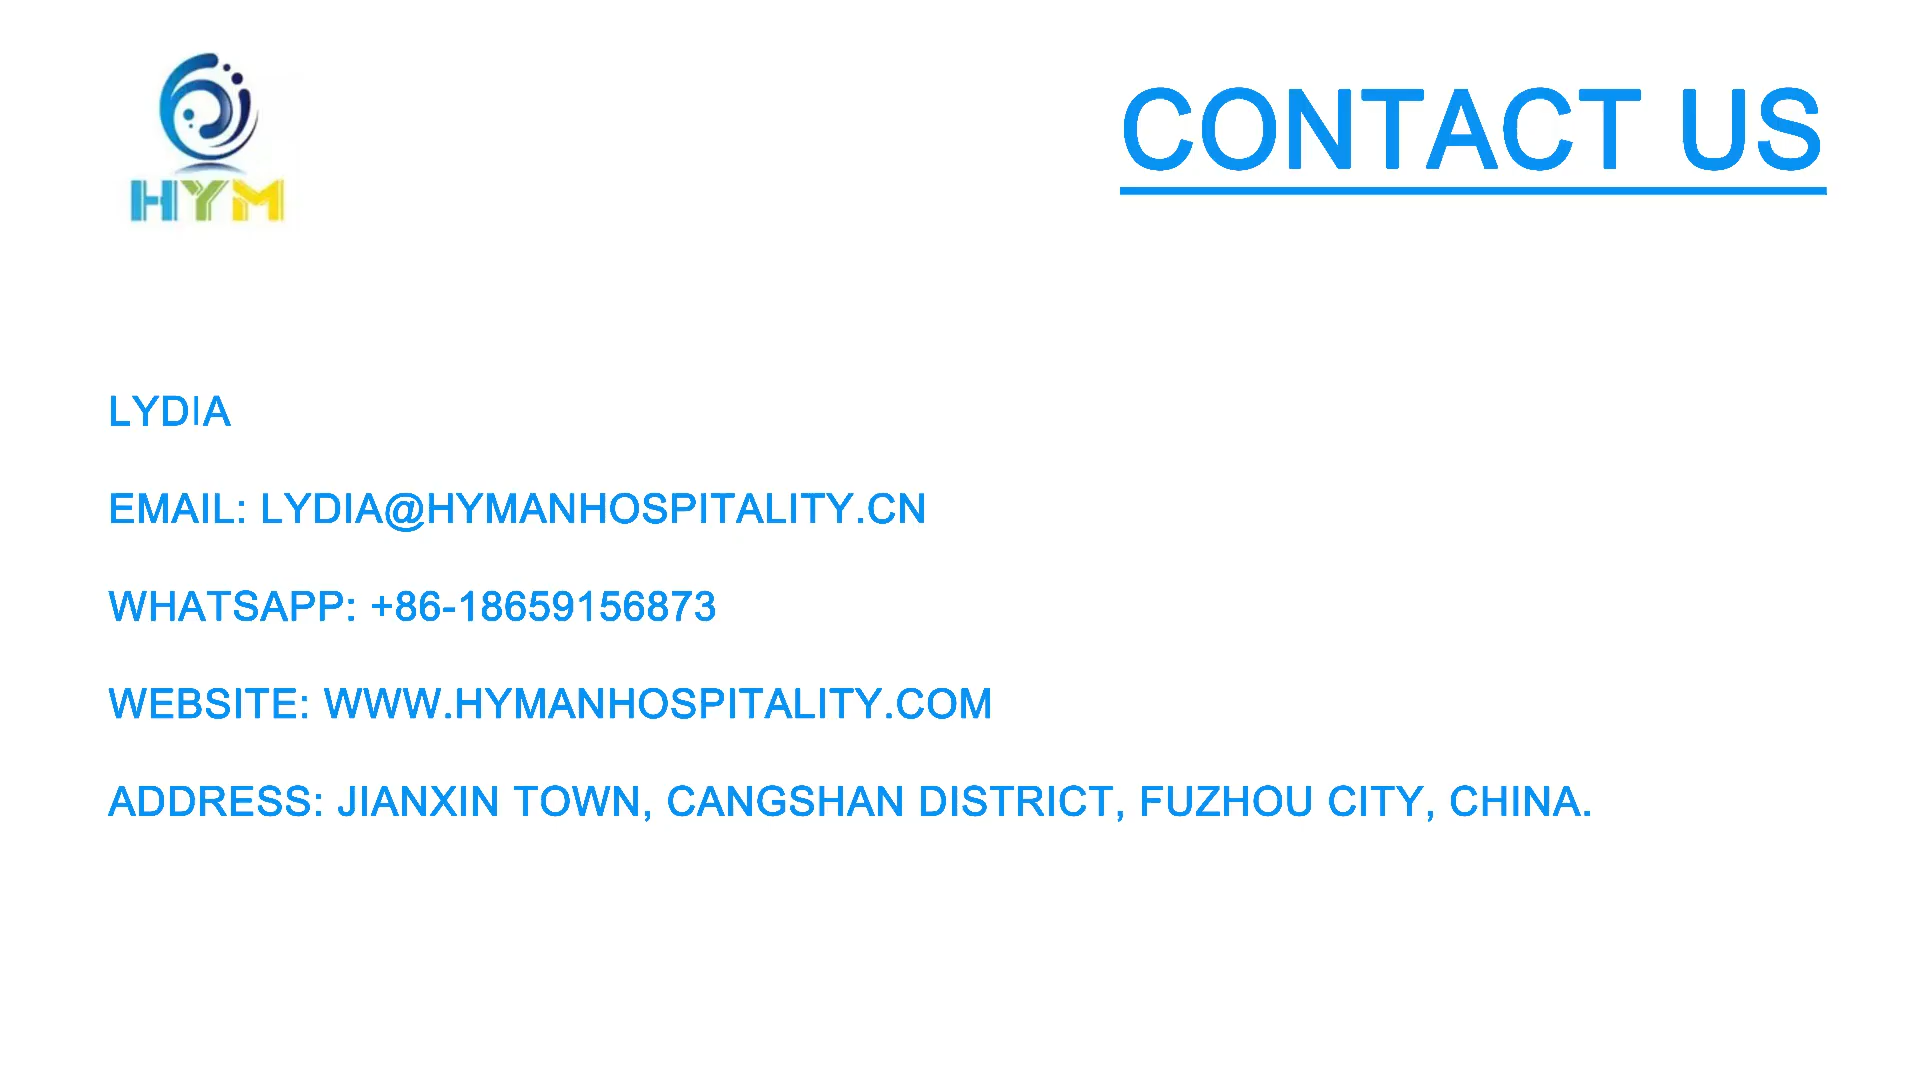 HYM
CONTACT US
LYDIA
EMAIL: LYDIA@HYMANHOSPITALITY.CN
WHATSAPP: +86-18659156873
WEBSITE: WWW.HYMANHOSPITALITY.COM
ADDRESS: JIANXIN TOWN, CANGSHAN DISTRICT, FUZHOU CITY, CHINA.